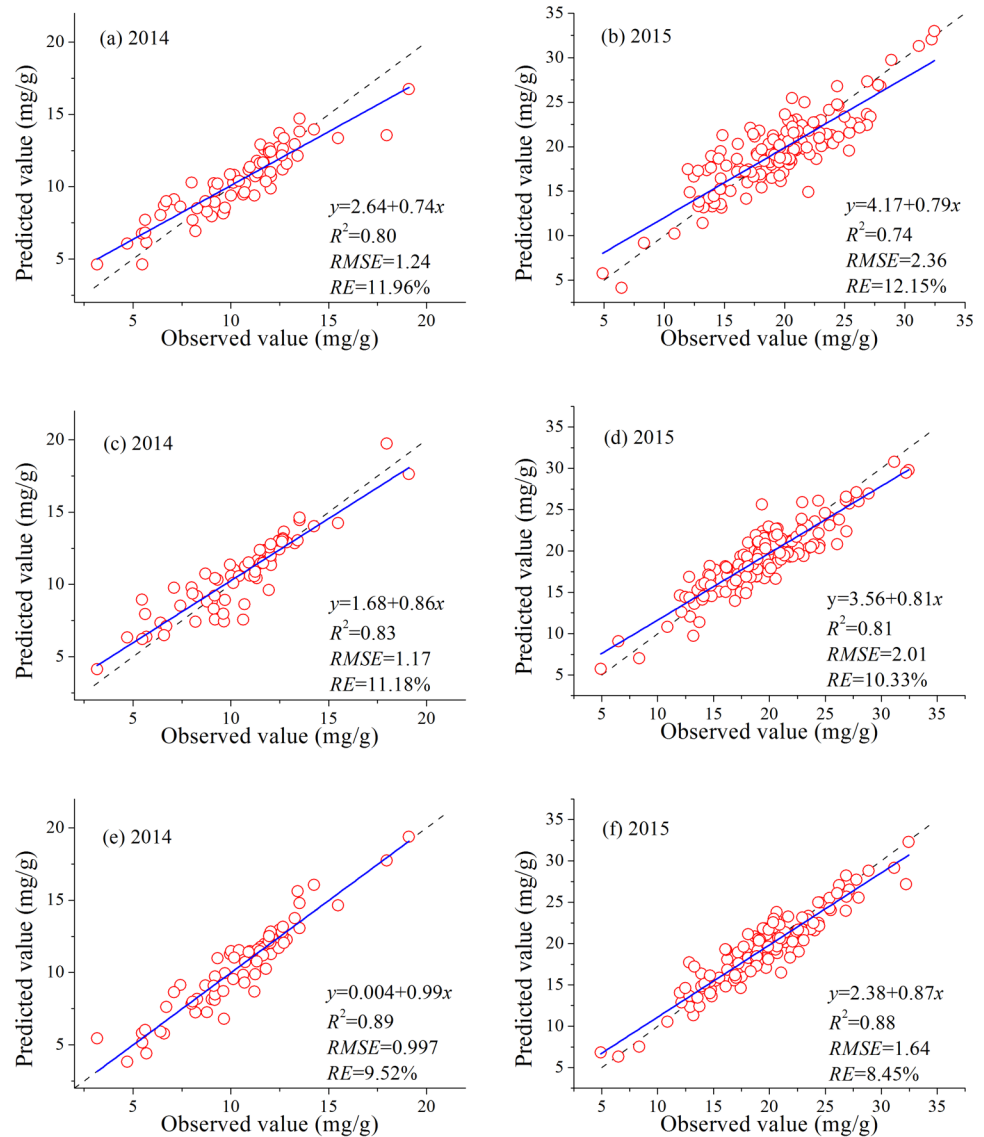 (a) 2014
Predicted value (mg/g)
20
15
10
5
y=2.64+0.74x
R²=0.80
RMSE=1.24
RE=11.96%
5 10 15 20
Observed value (mg/g)
(b) 2015
Predicted value (mg/g)
35
30
25
20
15
10
5
y=4.17+0.79x
R²=0.74
RMSE=2.36
RE=12.15%
5 10 15 20 25 30 35
Observed value (mg/g)
(c) 2014
Predicted value (mg/g)
20
15
10
5
y=1.68+0.86x
R²=0.83
RMSE=1.17
RE=11.18%
5 10 15 20
Observed value (mg/g)
(d) 2015
Predicted value (mg/g)
35
30
25
20
15
10
5
y=3.56+0.81x
R²=0.81
RMSE=2.01
RE=10.33%
5 10 15 20 25 30 35
Observed value (mg/g)
(e) 2014
Predicted value (mg/g)
20
15
10
5
y=0.004+0.99x
R²=0.89
RMSE=0.997
RE=9.52%
5 10 15 20
Observed value (mg/g)
(f) 2015
Predicted value (mg/g)
35
30
25
20
15
10
5
y=2.38+0.87x
R²=0.88
RMSE=1.64
RE=8.45%
5 10 15 20 25 30 35
Observed value (mg/g)